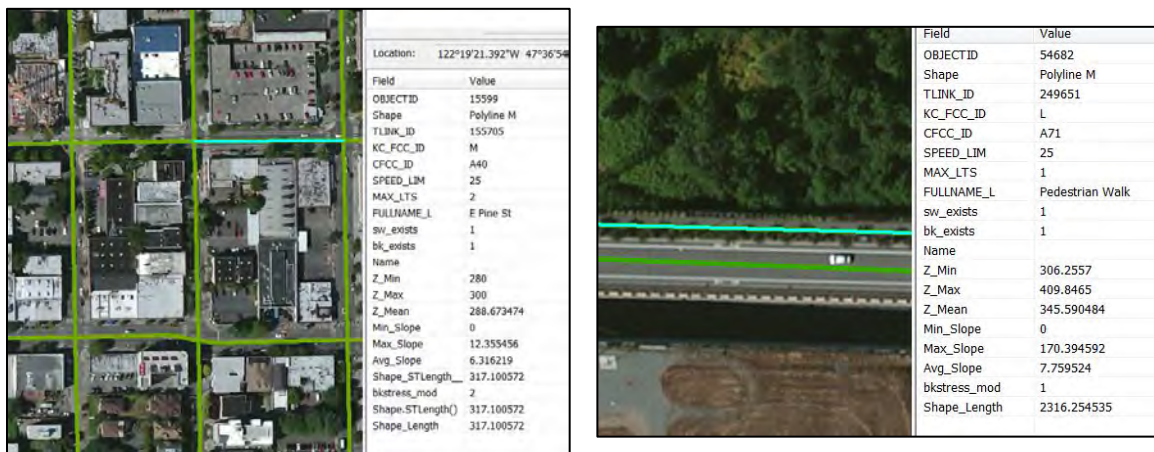 Location: 122°19'21.392"W 47°36'54
Field Value
OBJECTID 15599
Shape Polyline M
TLINK_ID 155705
KC_FCC_ID M
CFCC_ID A40
SPEED_LIM 25
MAX_LTS 2
FULLNAME_L E Pine St
sw_exists 1
bk_exists 1
Name
Z_Min 280
Z_Max 300
Z_Mean 288.673474
Min_Slope 0
Max_Slope 12.355456
Avg_Slope 6.316219
Shape_STLength__ 317.100572
bkstress_mod 2
Shape.STLength() 317.100572
Shape_Length 317.100572
Field Value
OBJECTID 54682
Shape Polyline M
TLINK_ID 249651
KC_FCC_ID L
CFCC_ID A71
SPEED_LIM 25
MAX_LTS 1
FULLNAME_L Pedestrian Walk
sw_exists 1
bk_exists 1
Name
Z_Min 306.2557
Z_Max 409.8465
Z_Mean 345.590484
Min_Slope 0
Max_Slope 170.394592
Avg_Slope 7.759524
bkstress_mod 1
Shape_Length 2316.254535